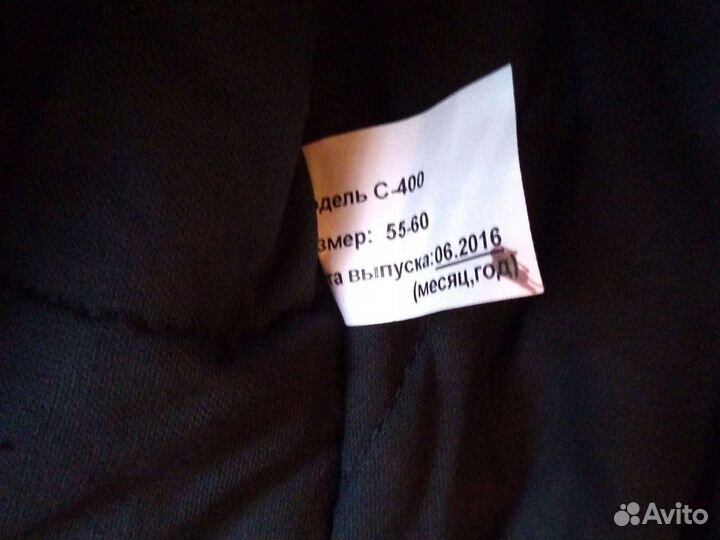 дель С-400
змер: 55-60
та выпуска:06.2016
(месяц,год)
Avito